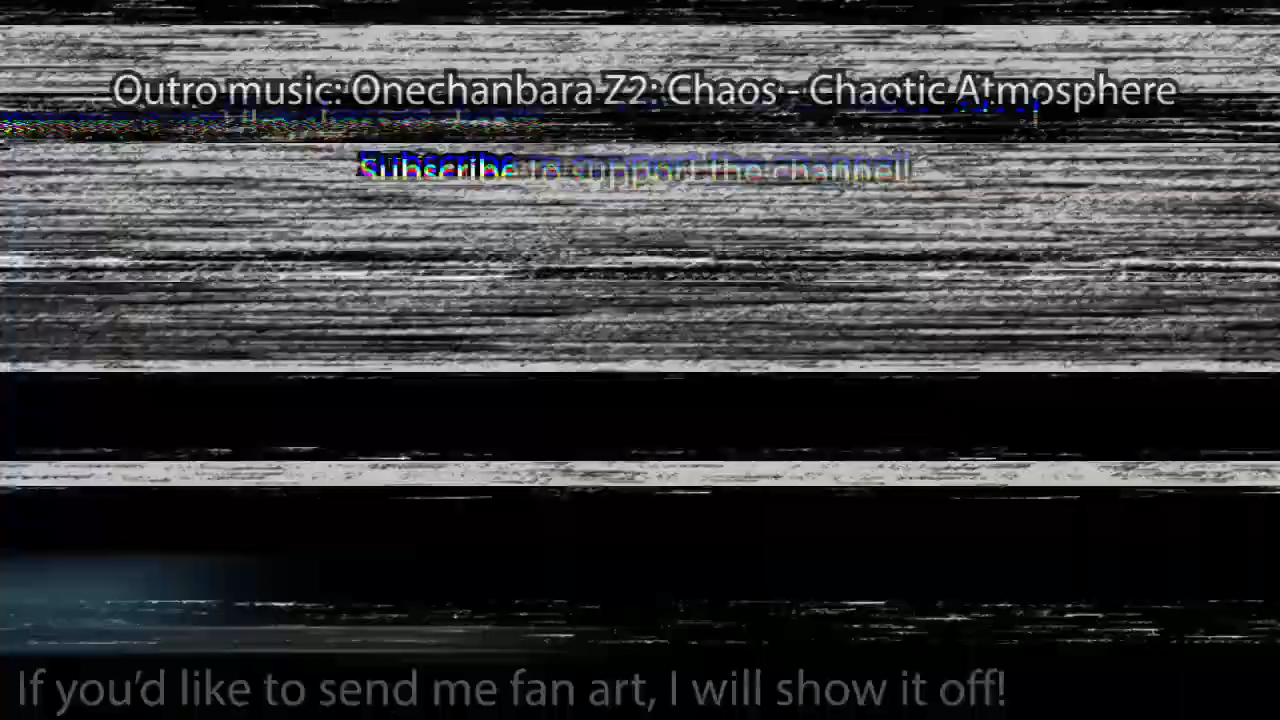 Outro music: Onechanbara Z2: Chaos - Chaotic Atmosphere
Subscribe to support the channel!
If you'd like to send me fan art, I will show it off!